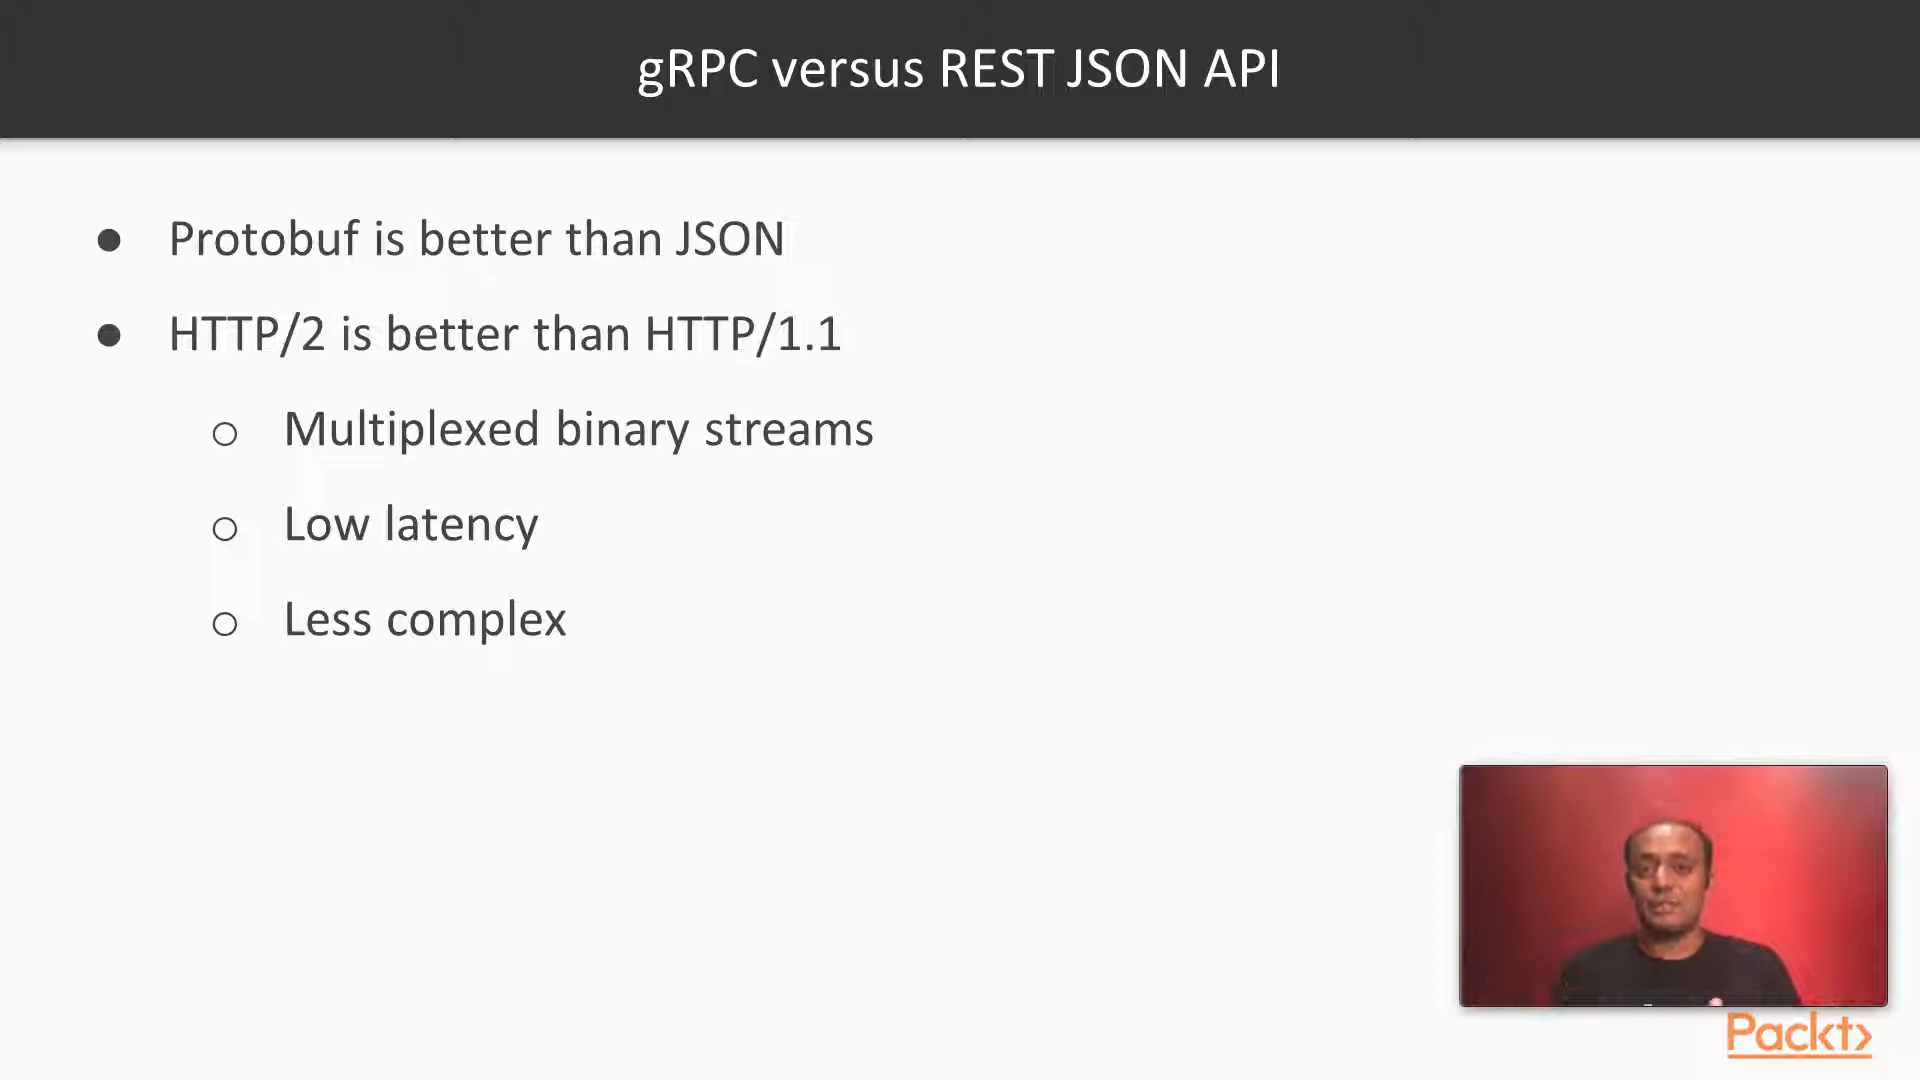 gRPC versus REST JSON API
● Protobuf is better than JSON
● HTTP/2 is better than HTTP/1.1
○ Multiplexed binary streams
○ Low latency
○ Less complex
Packt>